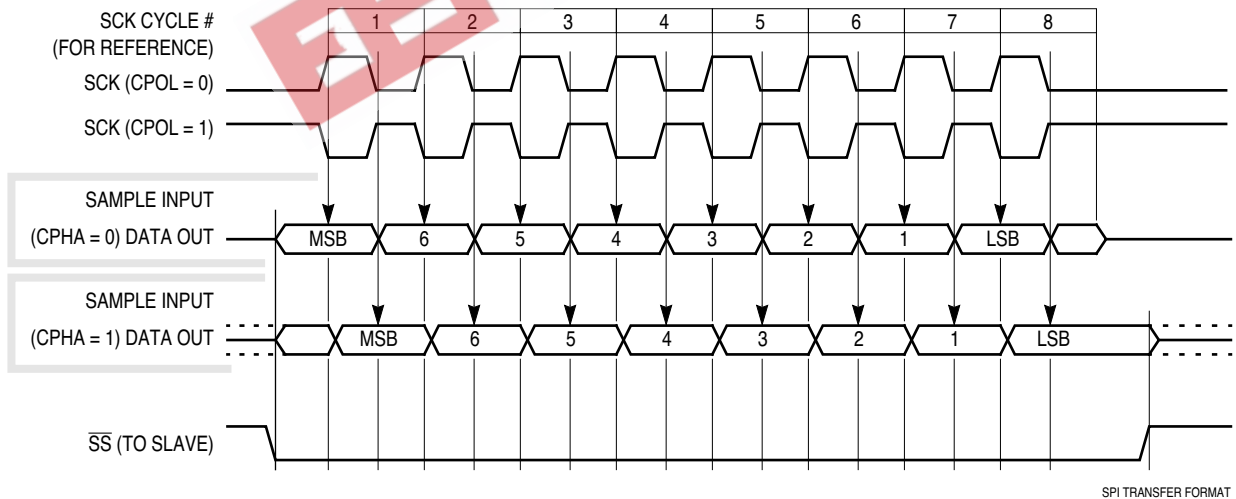 SCK CYCLE #
(FOR REFERENCE)
1 2 3 4 5 6 7 8
SCK (CPOL = 0)
SCK (CPOL = 1)
SAMPLE INPUT
(CPHA = 0) DATA OUT
MSB 6 5 4 3 2 1 LSB
SAMPLE INPUT
(CPHA = 1) DATA OUT
MSB 6 5 4 3 2 1 LSB
SS (TO SLAVE)
SPI TRANSFER FORMAT